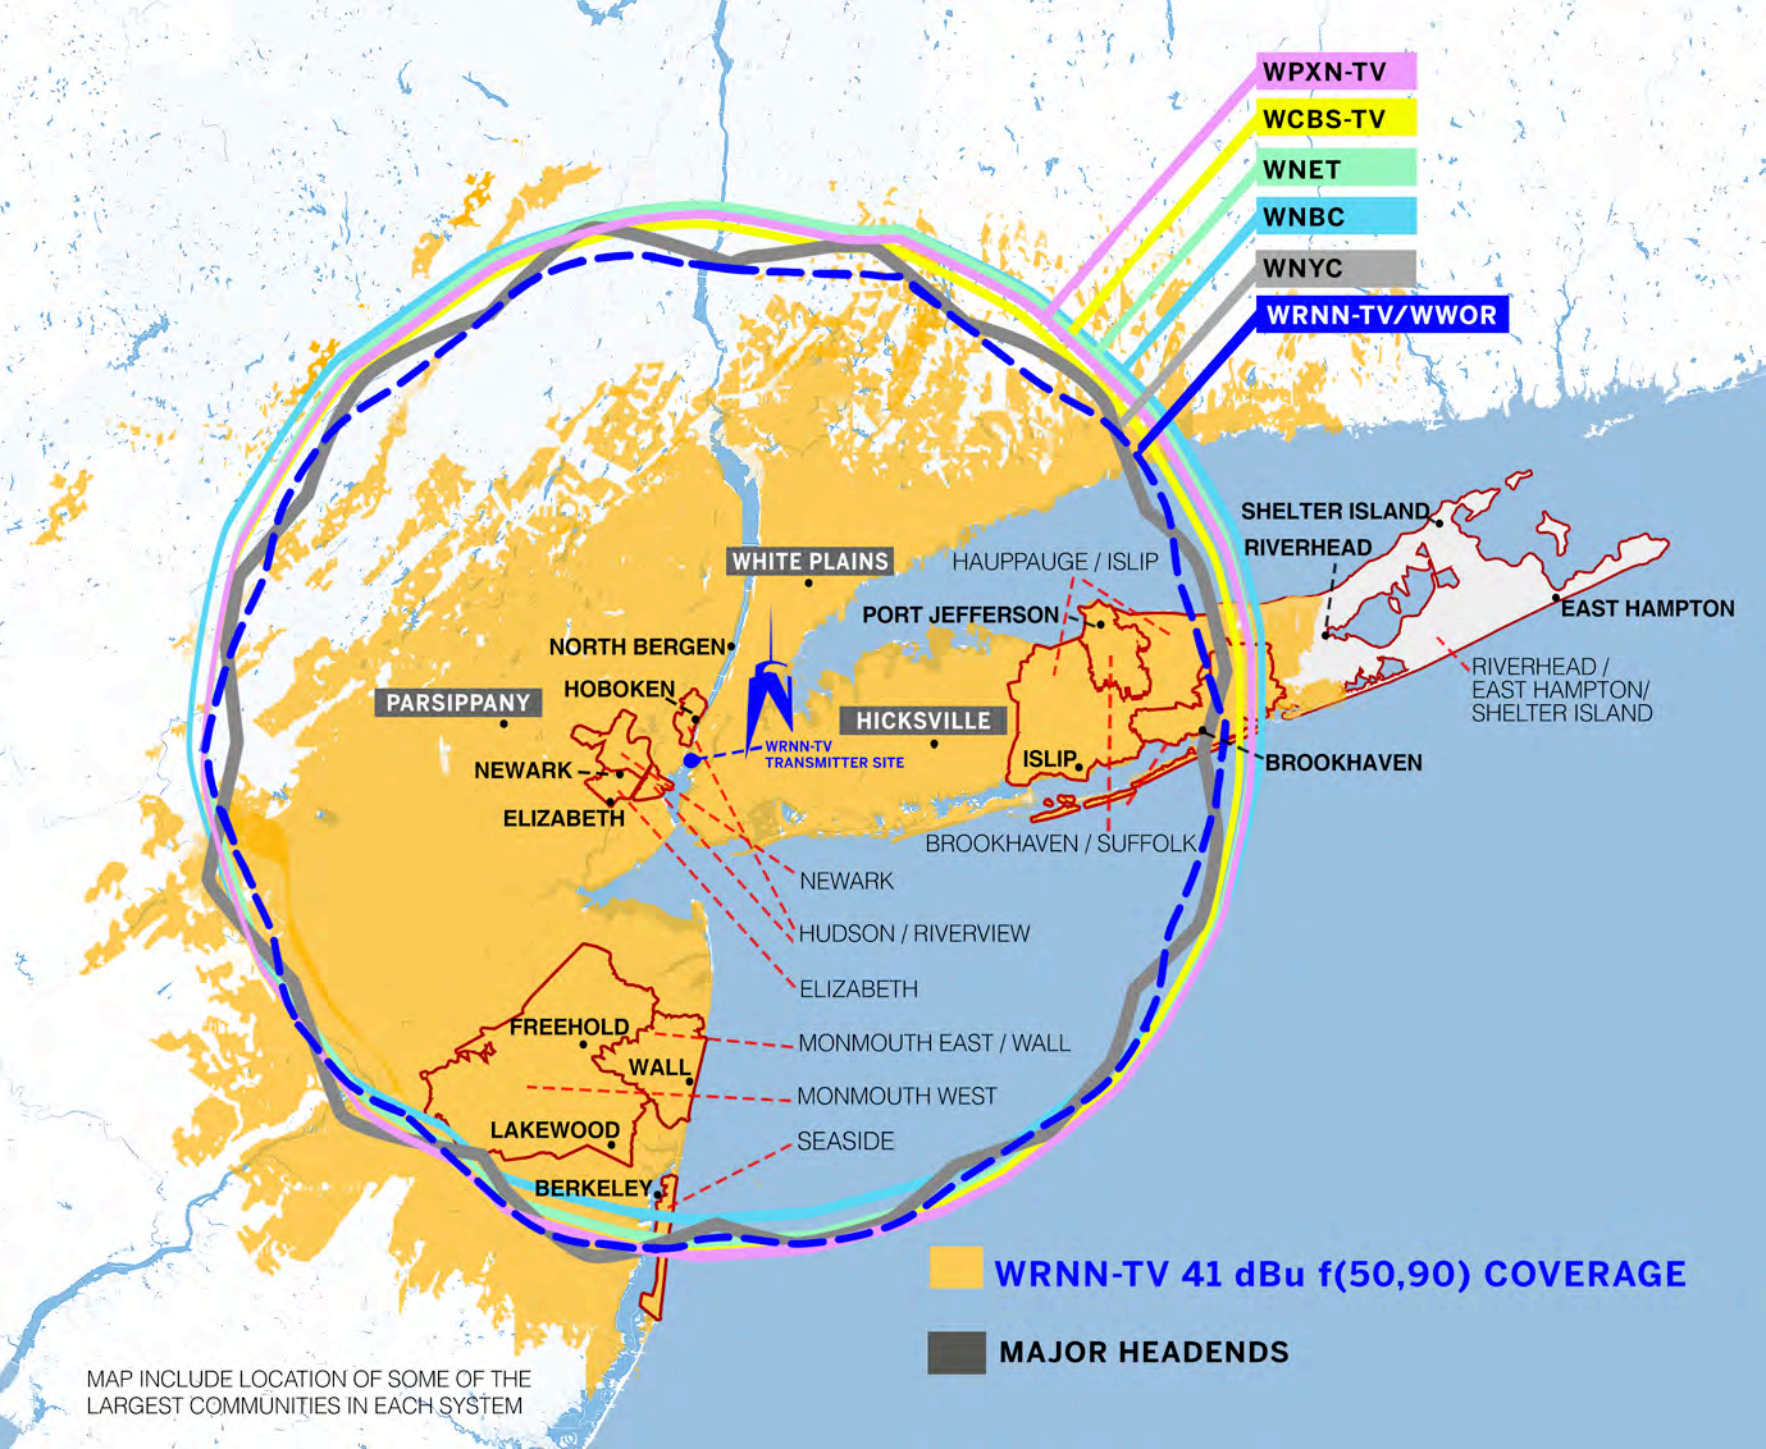 WPXN-TV
WCBS-TV
WNET
WNBC
WNYC
WRNN-TV/WWOR
SHELTER ISLAND
RIVERHEAD
WHITE PLAINS
HAUPPAUGE / ISLIP
EAST HAMPTON
PORT JEFFERSON
NORTH BERGEN
RIVERHEAD /
EAST HAMPTON/
SHELTER ISLAND
HOBOKEN
PARSIPPANY
HICKSVILLE
WRNN-TV
TRANSMITTER SITE
ISLIP
BROOKHAVEN
NEWARK
ELIZABETH
BROOKHAVEN / SUFFOLK
NEWARK
HUDSON / RIVERVIEW
ELIZABETH
FREEHOLD
MONMOUTH EAST / WALL
WALL
MONMOUTH WEST
LAKEWOOD
SEASIDE
BERKELEY
WRNN-TV 41 dBu f(50,90) COVERAGE
MAJOR HEADENDS
MAP INCLUDE LOCATION OF SOME OF THE
LARGEST COMMUNITIES IN EACH SYSTEM